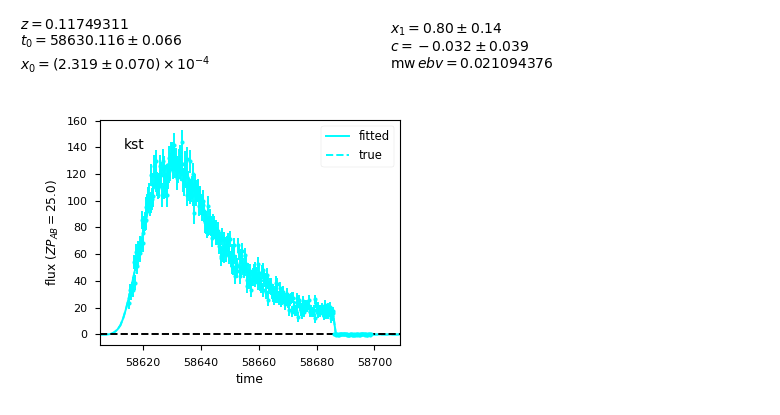 z = 0.11749311
t₀ = 58630.116 ± 0.066
x₀ = (2.319 ± 0.070) × 10⁻⁴
x₁ = 0.80 ± 0.14
c = −0.032 ± 0.039
mw ebv = 0.021094376
kst
fitted
true
flux (ZP_AB = 25.0)
160
140
120
100
80
60
40
20
0
58620 58640 58660 58680 58700
time